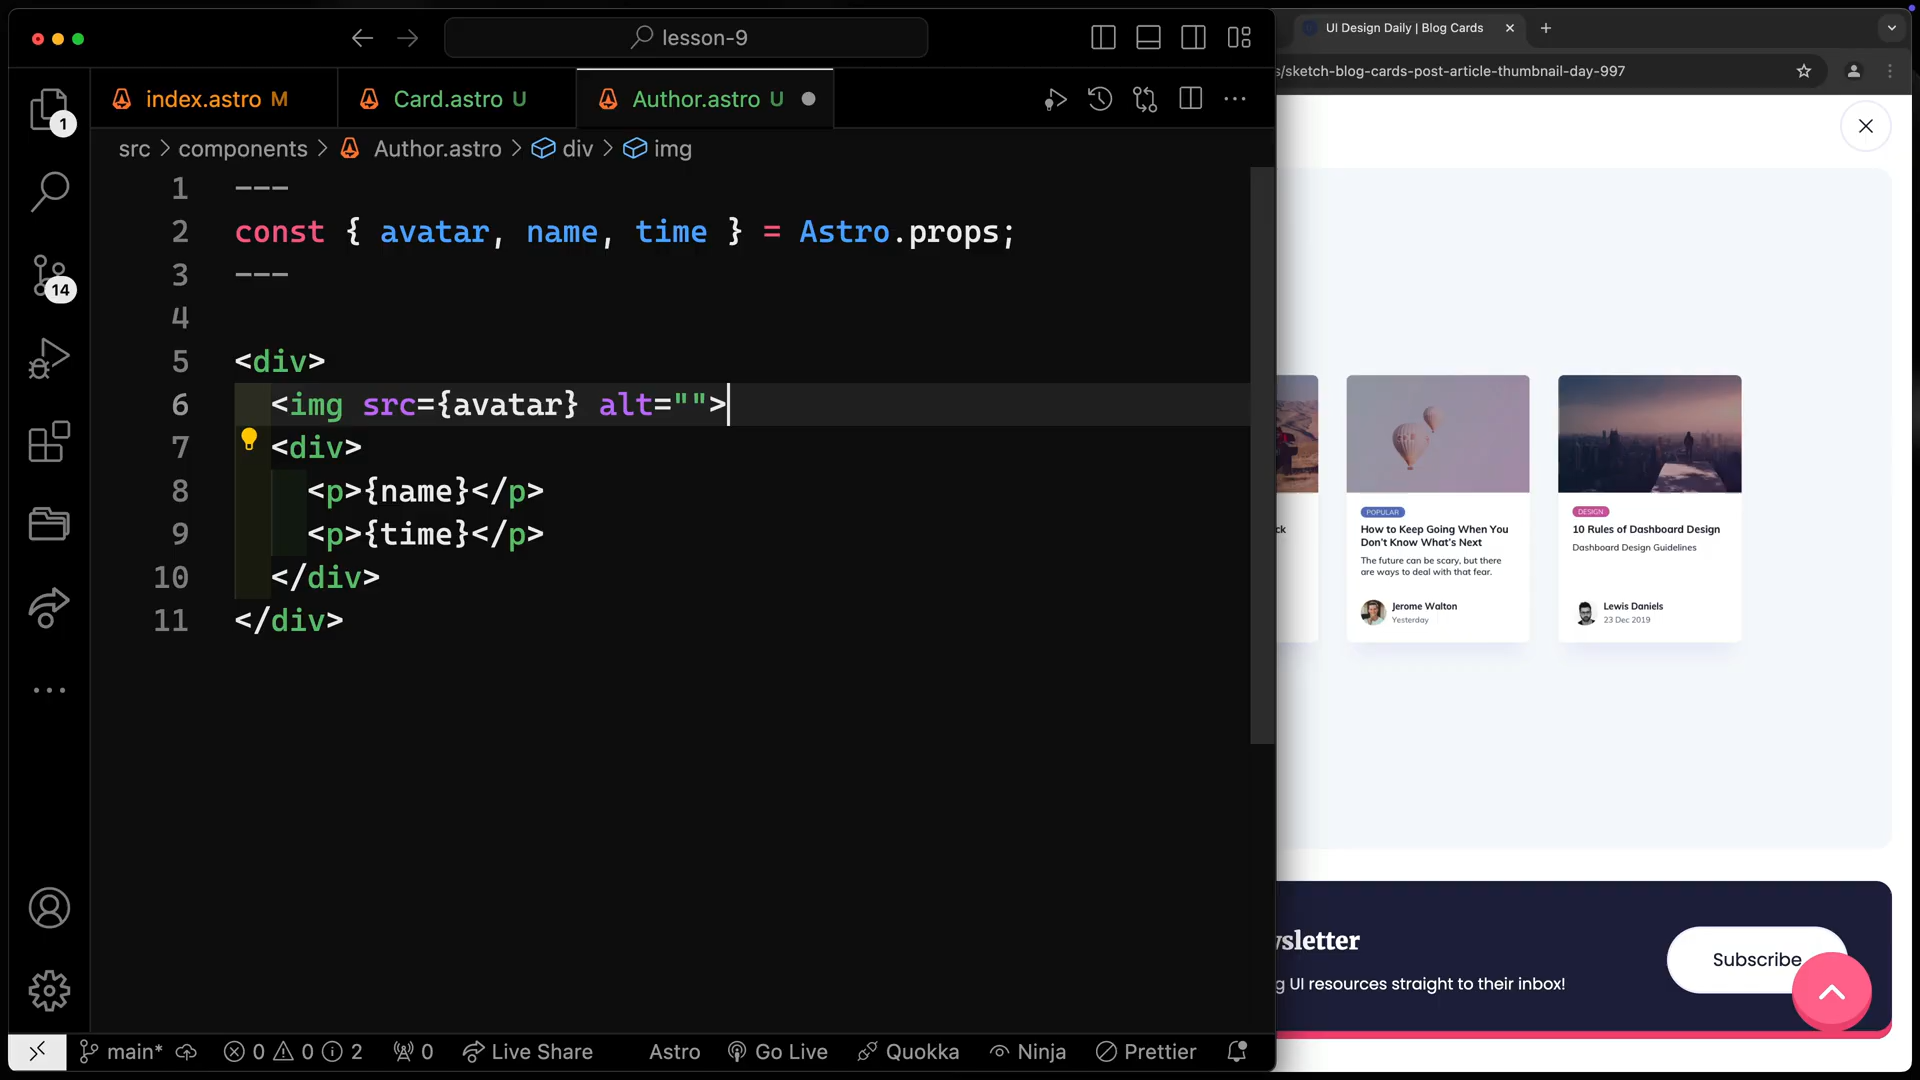 lesson-9
index.astro M
Card.astro U
Author.astro U
src > components > Author.astro > div > img
1 ---
2 const { avatar, name, time } = Astro.props;
3 ---
4
5 <div>
6 <img src={avatar} alt="">
7 <div>
8 <p>{name}</p>
9 <p>{time}</p>
10 </div>
11 </div>
1
14
main*
0
0
2
0
Live Share
Astro
Go Live
Quokka
Ninja
Prettier
UI Design Daily | Blog Cards
s/sketch-blog-cards-post-article-thumbnail-day-997
ck
POPULAR
How to Keep Going When You
Don't Know What's Next
The future can be scary, but there
are ways to deal with that fear.
Jerome Walton
Yesterday
DESIGN
10 Rules of Dashboard Design
Dashboard Design Guidelines
Lewis Daniels
23 Dec 2019
wsletter
g UI resources straight to their inbox!
Subscribe